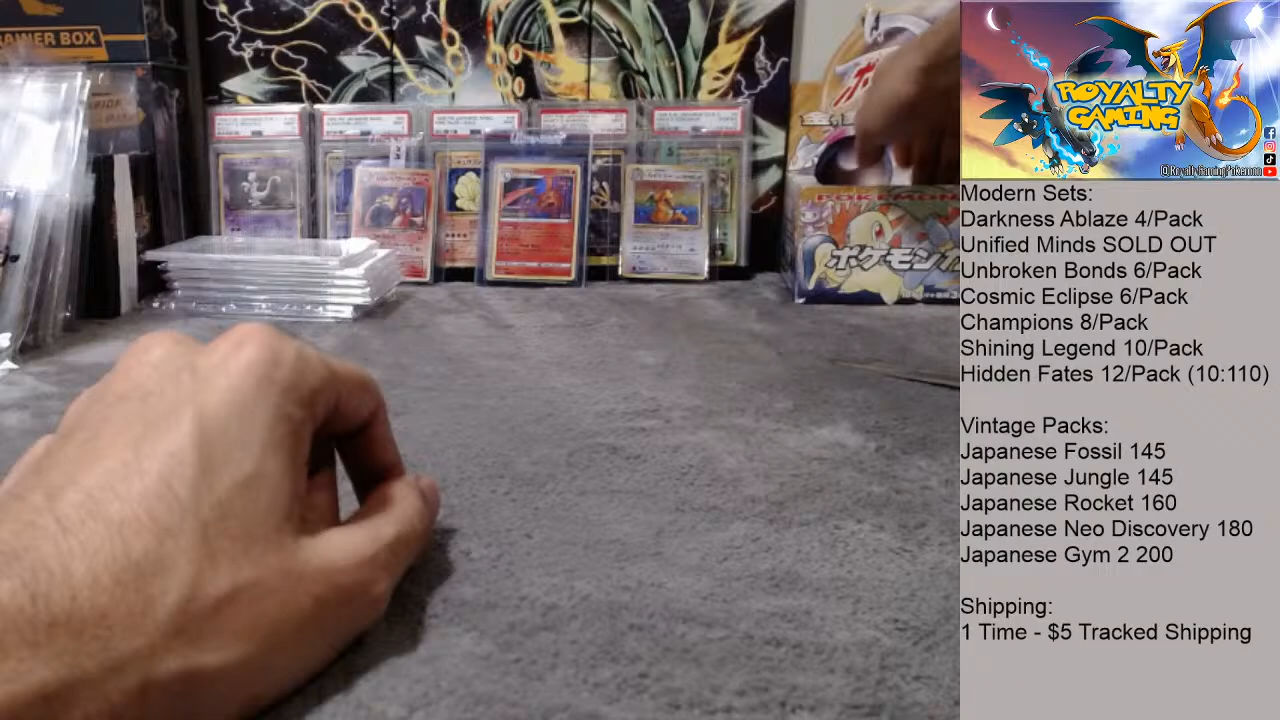 RAWER BOX
ROYALTY
GAMING
@RoyaltyGamingPokemon
Modern Sets:
Darkness Ablaze 4/Pack
Unified Minds SOLD OUT
Unbroken Bonds 6/Pack
Cosmic Eclipse 6/Pack
Champions 8/Pack
Shining Legend 10/Pack
Hidden Fates 12/Pack (10:110)
Vintage Packs:
Japanese Fossil 145
Japanese Jungle 145
Japanese Rocket 160
Japanese Neo Discovery 180
Japanese Gym 2 200
Shipping:
1 Time - $5 Tracked Shipping
POKEMON
ポケモン